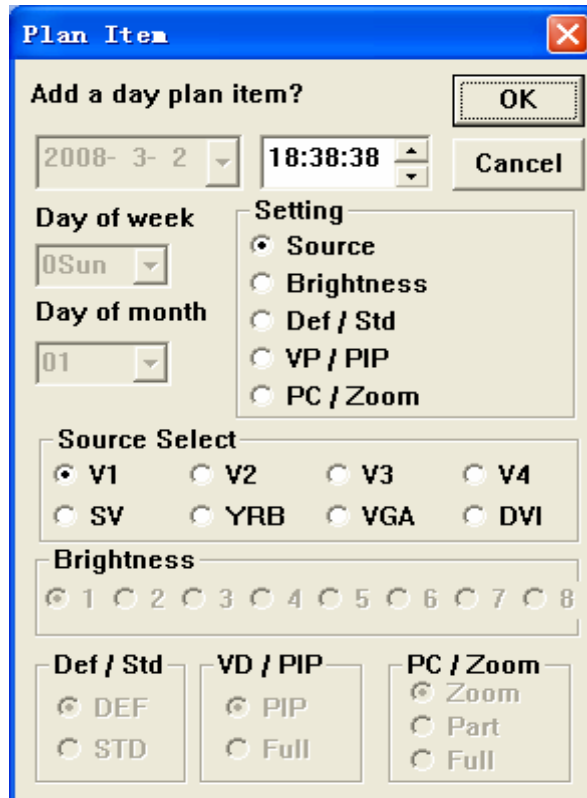 Plan Item
Add a day plan item?
OK
2008- 3- 2
18:38:38
Cancel
Day of week
0Sun
Day of month
01
Setting
Source
Brightness
Def / Std
VP / PIP
PC / Zoom
Source Select
V1 V2 V3 V4
SV YRB VGA DVI
Brightness
1 2 3 4 5 6 7 8
Def / Std
DEF
STD
VD / PIP
PIP
Full
PC / Zoom
Zoom
Part
Full